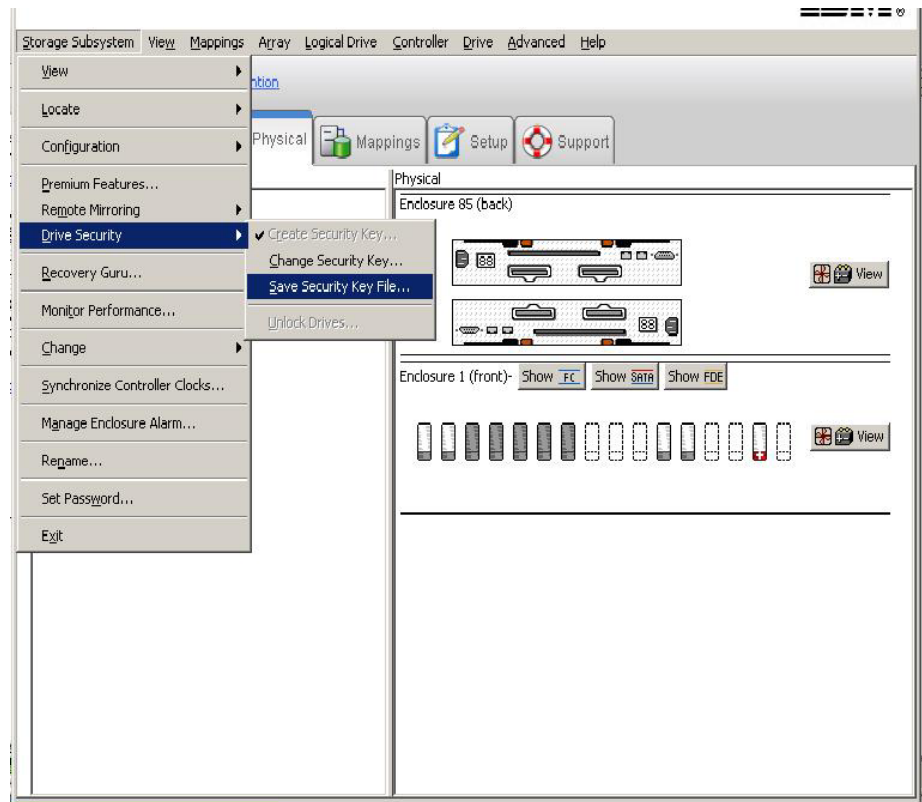 Storage Subsystem View Mappings Array Logical Drive Controller Drive Advanced Help
View
ntion
Locate
Configuration
Physical Mappings Setup Support
Premium Features...
Remote Mirroring
Drive Security
Recovery Guru...
Monitor Performance...
Change
Synchronize Controller Clocks...
Manage Enclosure Alarm...
Rename...
Set Password...
Exit
Create Security Key...
Change Security Key...
Save Security Key File...
Unlock Drives...
Physical
Enclosure 85 (back)
88
View
88
Enclosure 1 (front)- Show FC Show SATA Show FDE
View